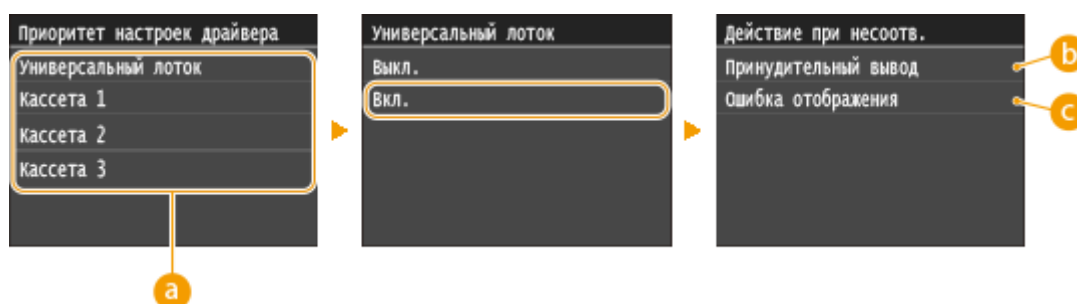 Приоритет настроек драйвера
Универсальный лоток
Кассета 1
Кассета 2
Кассета 3
a
Универсальный лоток
Выкл.
Вкл.
Действие при несоотв.
Принудительный вывод
Ошибка отображения
b
c